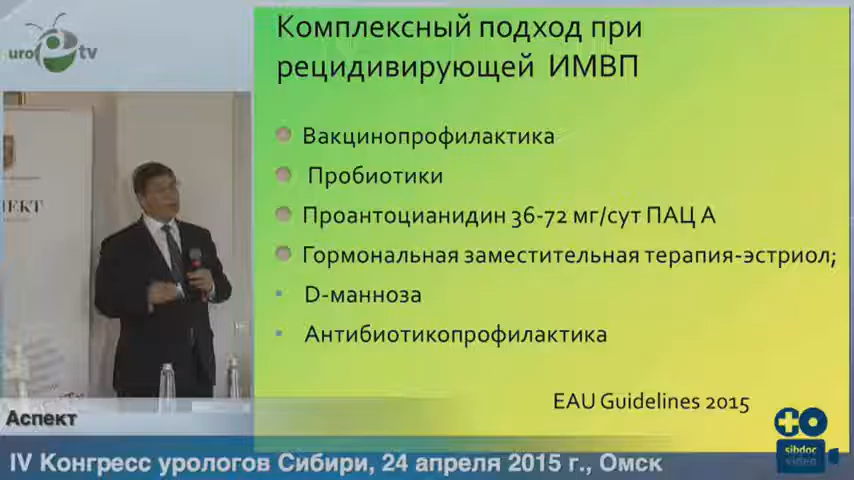 uro tv
Комплексный подход при
рецидивирующей ИМВП
Вакцинопрофилактика
Пробиотики
Проантоцианидин 36-72 мг/сут ПАЦ А
Гормональная заместительная терапия-эстриол;
D-манноза
Антибиотикопрофилактика
EAU Guidelines 2015
Аспект
IV Конгресс урологов Сибири, 24 апреля 2015 г., Омск
sibdoc
video